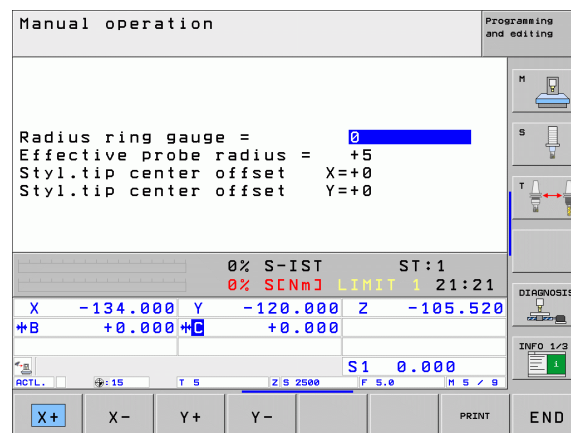 Manual operation
Programming
and editing
M
Radius ring gauge = 0
Effective probe radius = +5
Styl.tip center offset X=+0
Styl.tip center offset Y=+0
S
T
0% S-IST ST:1
0% S[Nm] LIMIT 1 21:21
DIAGNOSIS
X -134.000 Y -120.000 Z -105.520
B +0.000 C +0.000
INFO 1/3
S1 0.000
ACTL. :15 T 5 Z S 2500 F 5.0 M 5 / 9
X+ X- Y+ Y- PRINT END